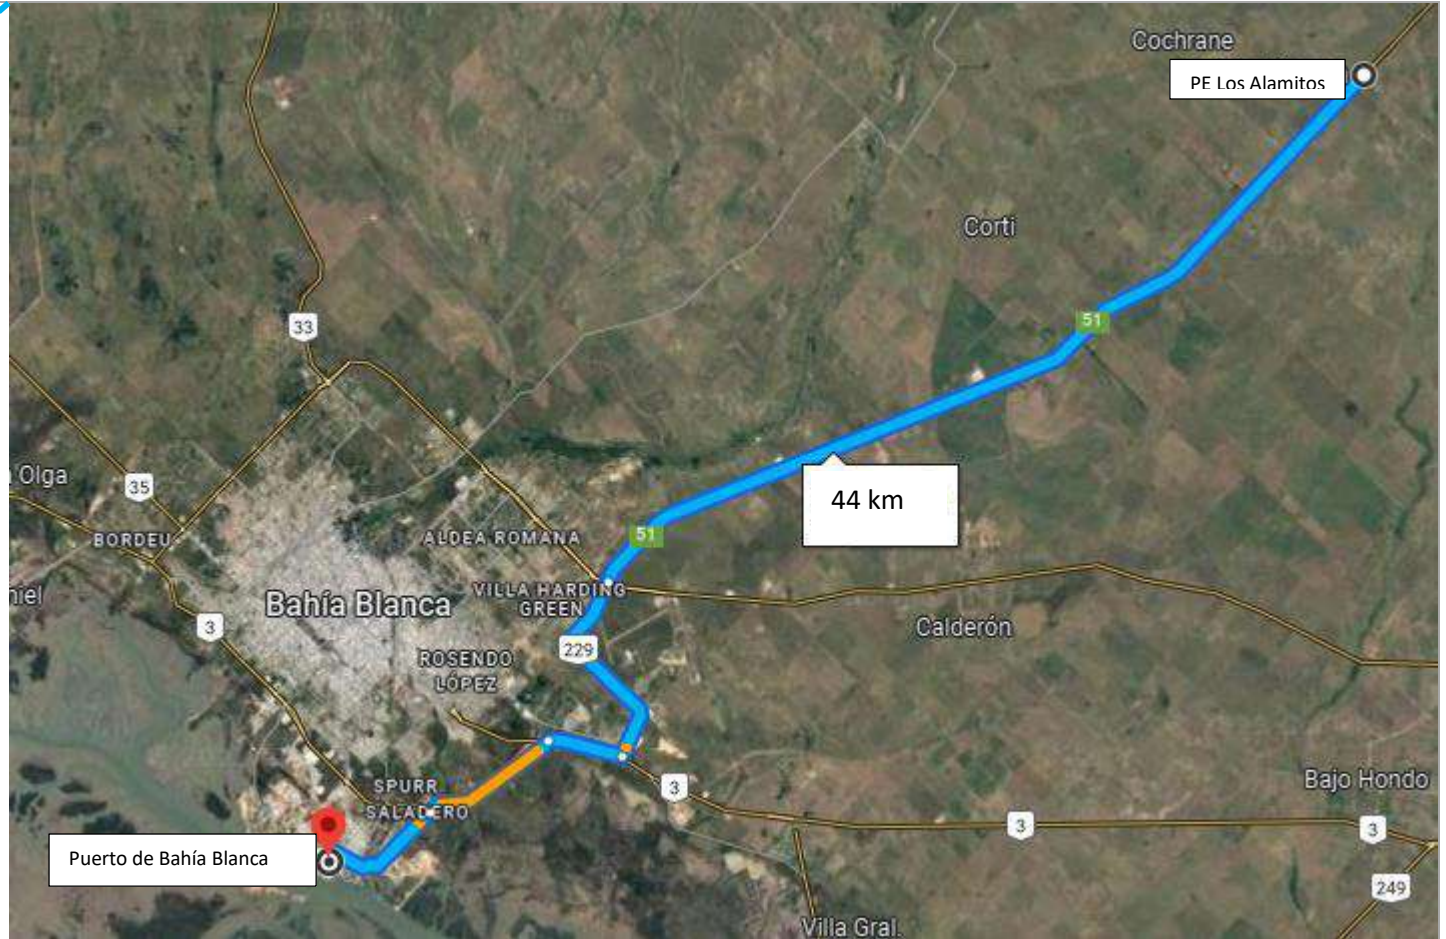 Cochrane
PE Los Alamitos
Corti
33
51
Olga
35
44 km
BORDEU
ALDEA ROMANA
51
niel
VILLA HARDING
GREEN
Bahía Blanca
3
Calderón
229
ROSENDO
LÓPEZ
SPURR
3
Bajo Hondo
SALADERO
3
3
Puerto de Bahía Blanca
249
Villa Gral.